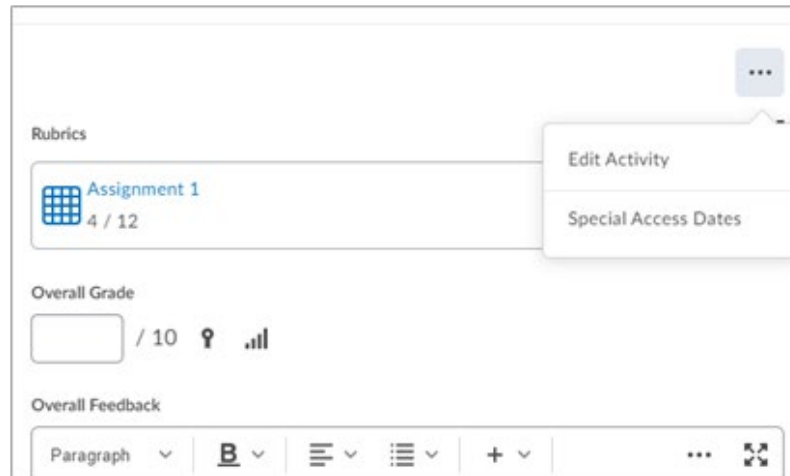 Rubrics
Assignment 1
4 / 12
Edit Activity
Special Access Dates
Overall Grade
/ 10
Overall Feedback
Paragraph B